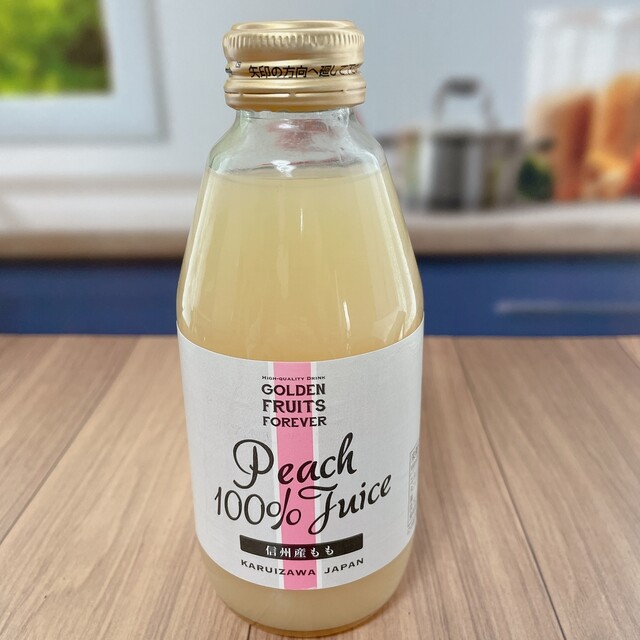 矢印の方向へ
HIGH-QUALITY DRINK
GOLDEN
FRUITS
FOREVER
Peach
100% Juice
信州産もも
KARUIZAWA JAPAN